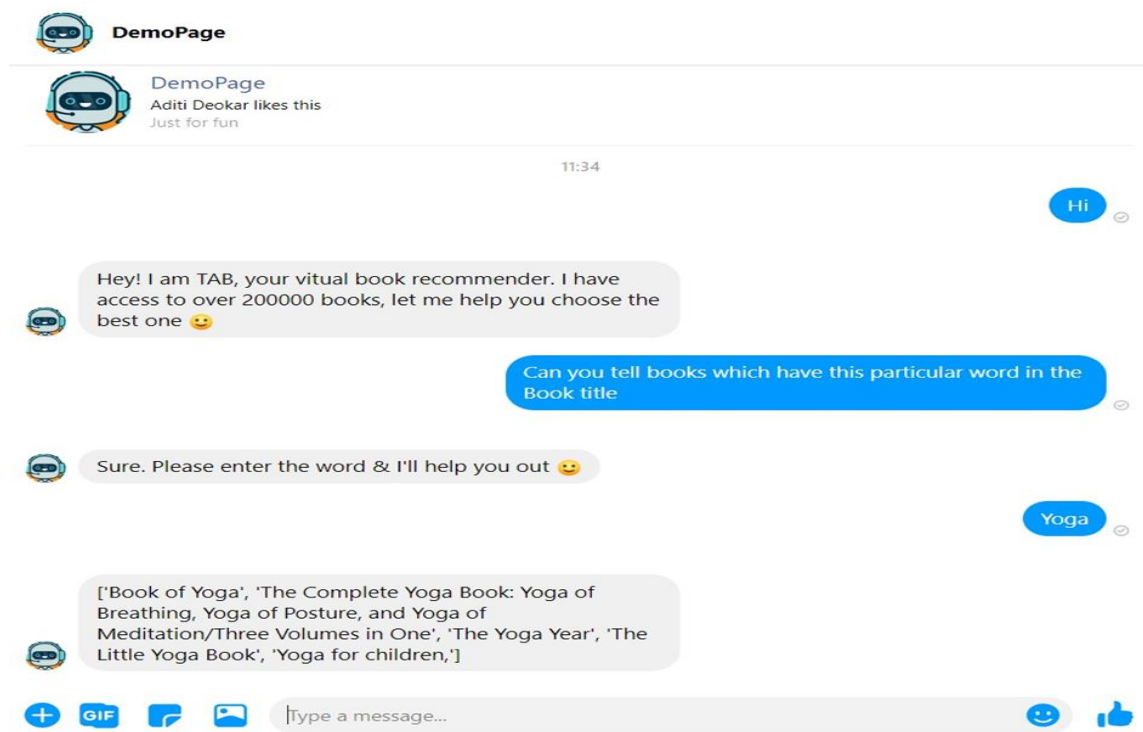 DemoPage
DemoPage
Aditi Deokar likes this
Just for fun
11:34
Hi
Hey! I am TAB, your vitual book recommender. I have
access to over 200000 books, let me help you choose the
best one 🙂
Can you tell books which have this particular word in the
Book title
Sure. Please enter the word & I'll help you out 🙂
Yoga
['Book of Yoga', 'The Complete Yoga Book: Yoga of
Breathing, Yoga of Posture, and Yoga of
Meditation/Three Volumes in One', 'The Yoga Year', 'The
Little Yoga Book', 'Yoga for children,']
GIF
Type a message...